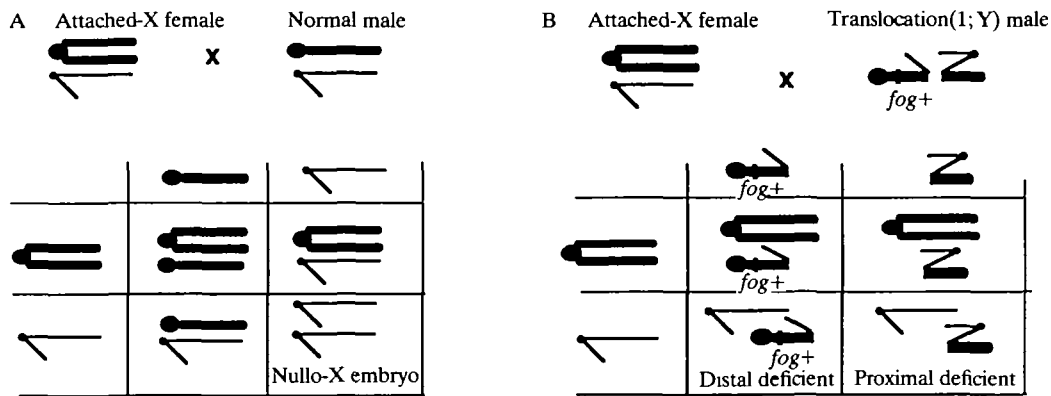 A Attached-X female Normal male
X
Nullo-X embryo
B Attached-X female Translocation(1; Y) male
X
fog+
fog+
fog+
fog+
Distal deficient Proximal deficient